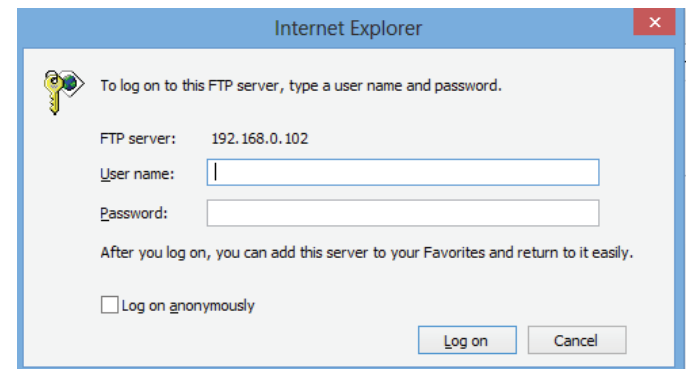 Internet Explorer
To log on to this FTP server, type a user name and password.
FTP server: 192.168.0.102
User name:
Password:
After you log on, you can add this server to your Favorites and return to it easily.
Log on anonymously
Log on Cancel